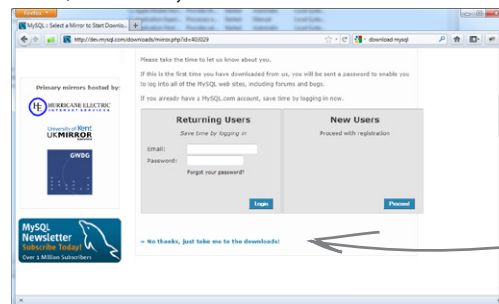 Firefox
MySQL :: Select a Mirror to Start Downlo...
http://dev.mysql.com/downloads/mirror.php?id=403029
download mysql
Please take the time to let us know about you.
If this is the first time you have downloaded from us, you will be sent a password to enable you
to log into all of the MySQL web sites, including forums and bugs.
If you already have a MySQL.com account, save time by logging in now.
Primary mirrors hosted by:
HE HURRICANE ELECTRIC
INTERNET SERVICES
University of Kent
UKMIRROR
GWDG
Returning Users
Save time by logging in
Email:
Password:
Forgot your password?
Login
New Users
Proceed with registration
Proceed
MySQL
Newsletter
Subscribe Today!
Over 2 Million Subscribers
» No thanks, just take me to the downloads!